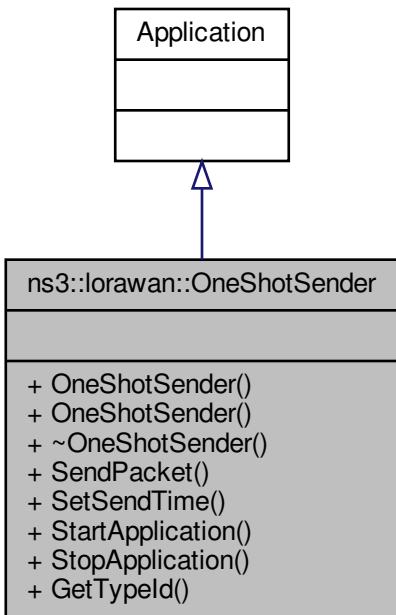 Application
ns3::lorawan::OneShotSender
+ OneShotSender()
+ OneShotSender()
+ ~OneShotSender()
+ SendPacket()
+ SetSendTime()
+ StartApplication()
+ StopApplication()
+ GetTypeId()